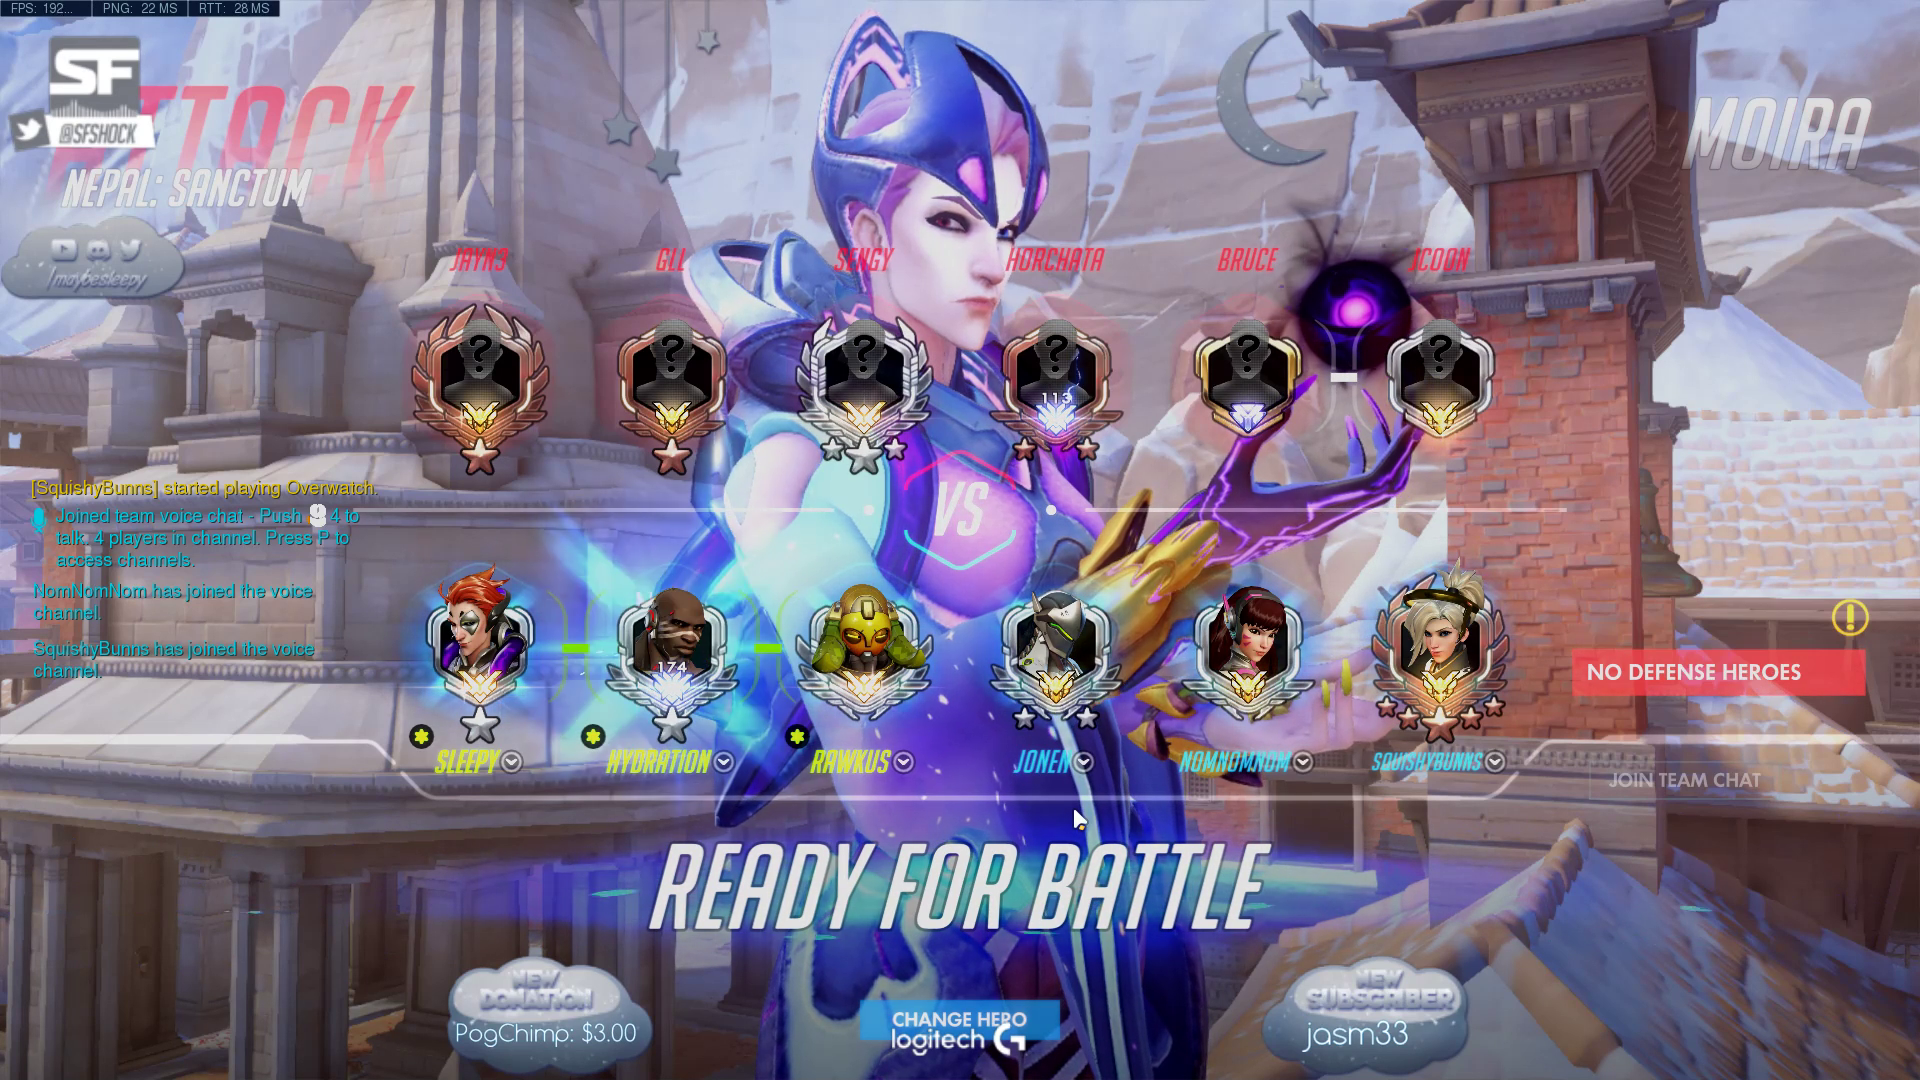 FPS: 192... PNG: 22 MS RTT: 28 MS
SF
@SFSHOCK
ATTACK
NEPAL: SANCTUM
MOIRA
/maybesleepy
JAYN3 GLL SENGY HORCHATA BRUCE ICOON
? ? ? ? ? ?
113
[SquishyBunns] started playing Overwatch.
Joined team voice chat - Push 4 to
talk. 4 players in channel. Press P to
access channels.
NomNomNom has joined the voice
channel.
SquishyBunns has joined the voice
channel.
VS
174
NO DEFENSE HEROES
SLEEPY HYDRATION RAWKUS JONEN NOMNOMNOM SQUISHYBUNNS
JOIN TEAM CHAT
READY FOR BATTLE
NEW
DONATION
PogChimp: $3.00
CHANGE HERO
logitech G
NEW
SUBSCRIBER
jasm33